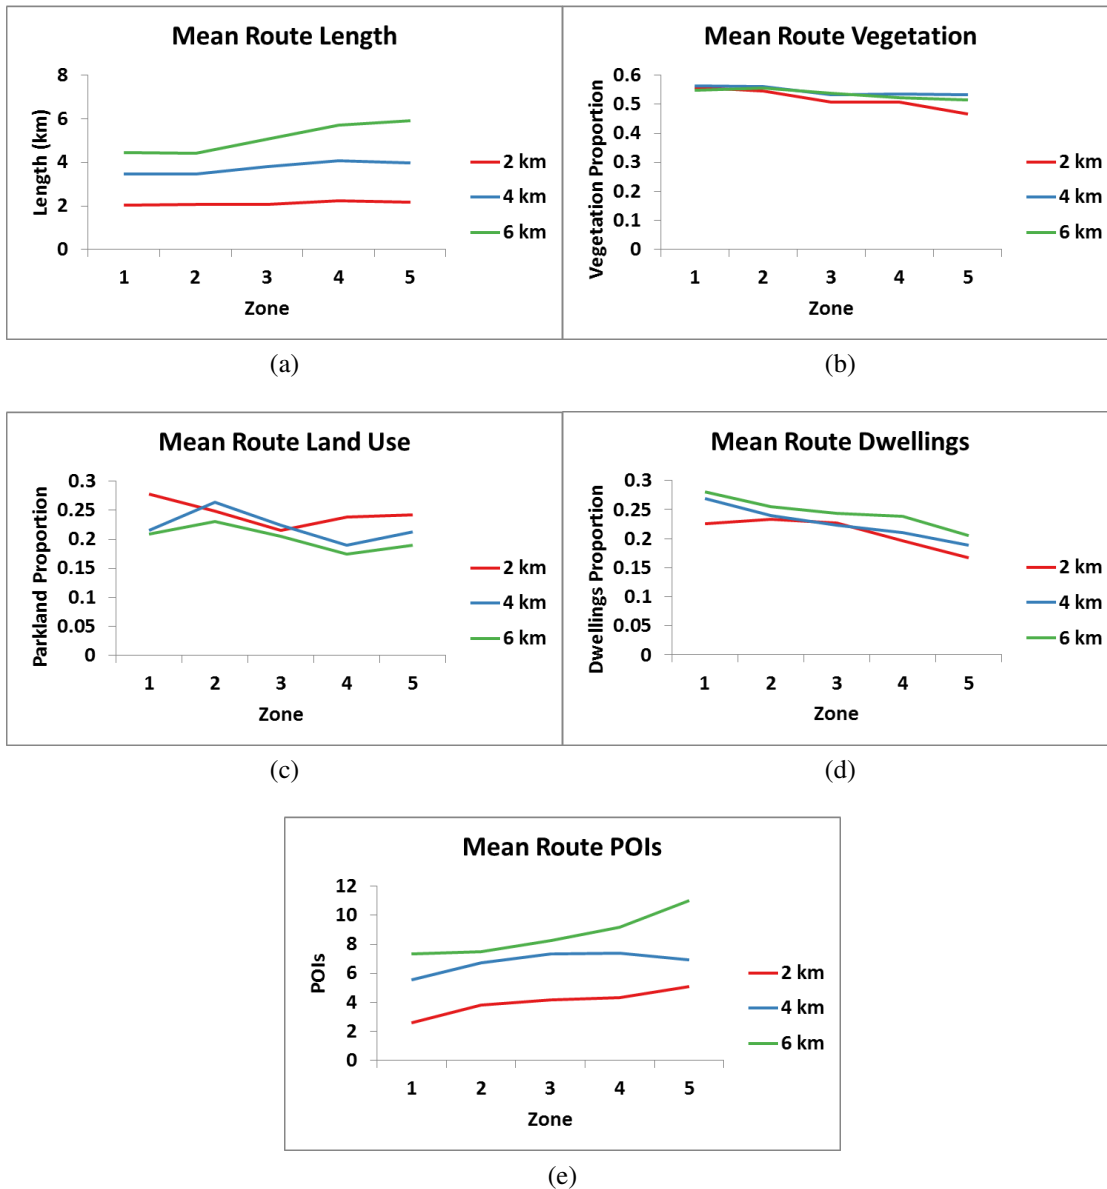 Mean Route Length
Length (km)
8
6
4
2
0
1 2 3 4 5
Zone
2 km
4 km
6 km
(a)
Mean Route Vegetation
Vegetation Proportion
0.6
0.5
0.4
0.3
0.2
0.1
0
1 2 3 4 5
Zone
2 km
4 km
6 km
(b)
Mean Route Land Use
Parkland Proportion
0.3
0.25
0.2
0.15
0.1
0.05
0
1 2 3 4 5
Zone
2 km
4 km
6 km
(c)
Mean Route Dwellings
Dwellings Proportion
0.3
0.25
0.2
0.15
0.1
0.05
0
1 2 3 4 5
Zone
2 km
4 km
6 km
(d)
Mean Route POIs
POIs
12
10
8
6
4
2
0
1 2 3 4 5
Zone
2 km
4 km
6 km
(e)